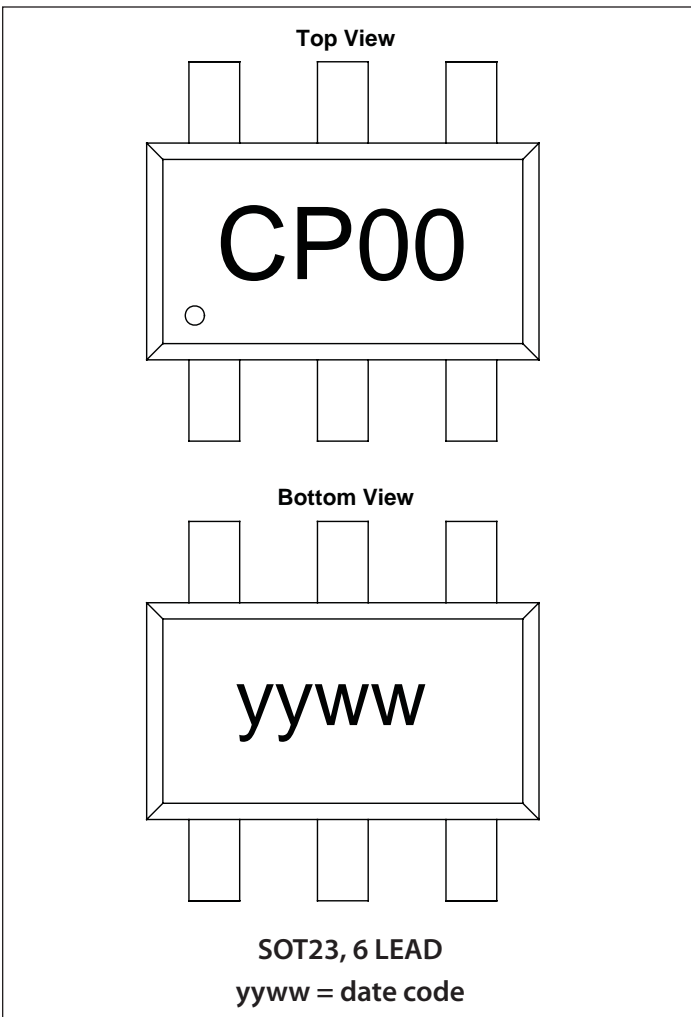 Top View
CP00
Bottom View
yyww
SOT23, 6 LEAD
yyww = date code